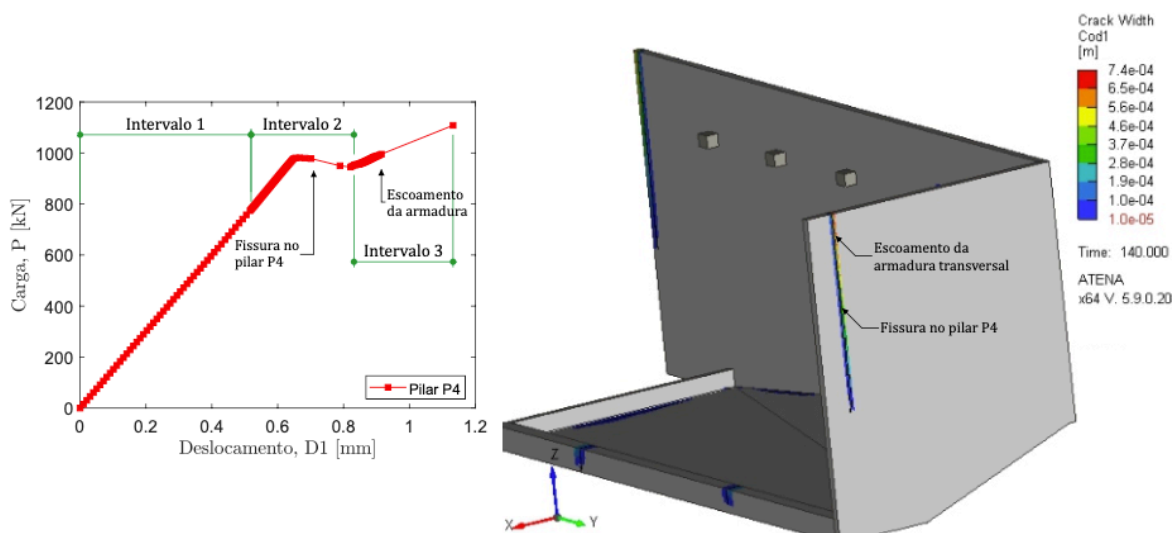 1200
1000
800
600
400
200
0
Carga, P [kN]
Intervalo 1
Intervalo 2
Fissura no
pilar P4
Escoamento
da armadura
Intervalo 3
Pilar P4
0
0.2
0.4
0.6
0.8
1
1.2
Deslocamento, D1 [mm]
Escoamento da
armadura transversal
Fissura no pilar P4
Z
X
Y
Crack Width
Cod1
[m]
7.4e-04
6.5e-04
5.6e-04
4.6e-04
3.7e-04
2.8e-04
1.9e-04
1.0e-04
1.0e-05
Time: 140.000
ATENA
x64 V. 5.9.0.20